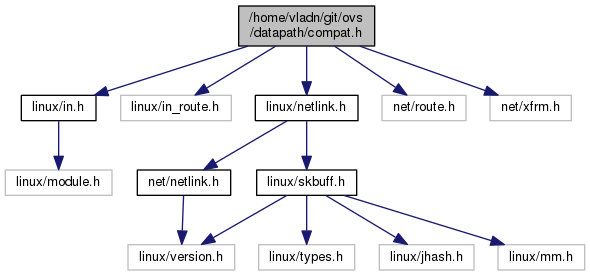 /home/vladn/git/ovs
/datapath/compat.h
linux/in.h
linux/in_route.h
linux/netlink.h
net/route.h
net/xfrm.h
linux/module.h
net/netlink.h
linux/skbuff.h
linux/version.h
linux/types.h
linux/jhash.h
linux/mm.h